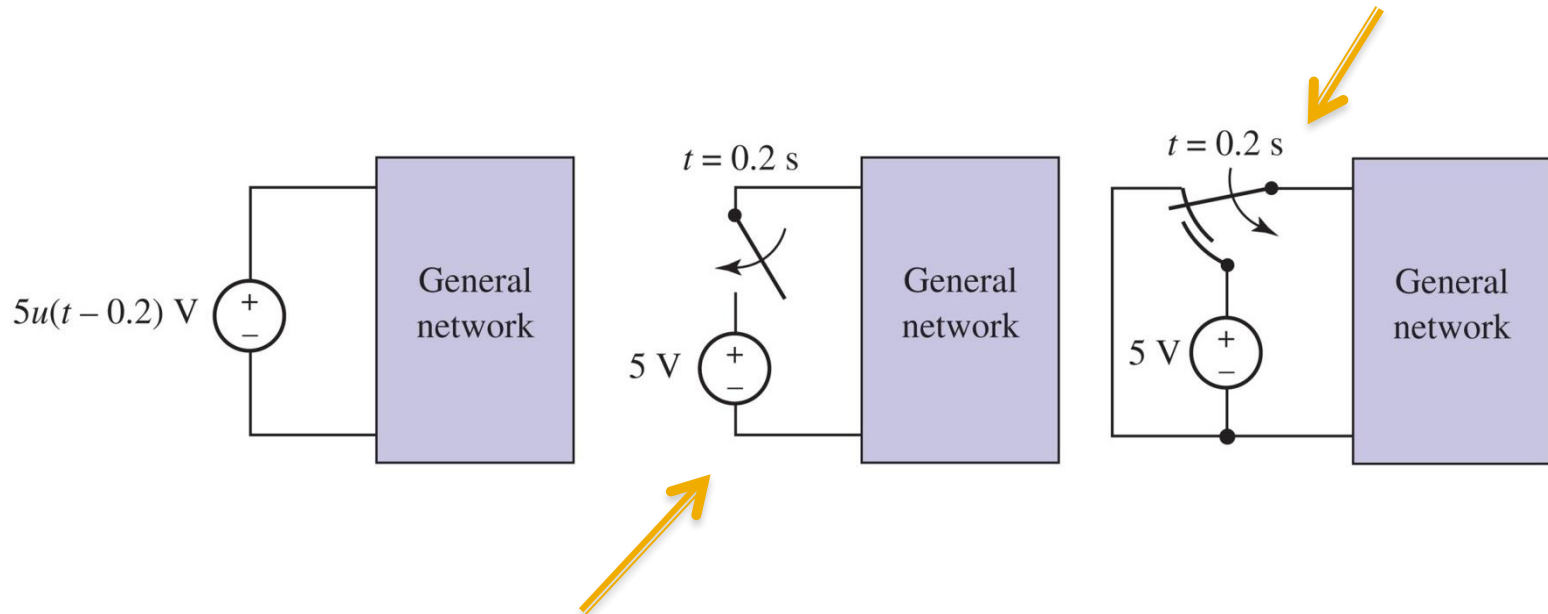 5u(t – 0.2) V
+
–
General
network
t = 0.2 s
5 V
+
–
General
network
t = 0.2 s
5 V
+
–
General
network